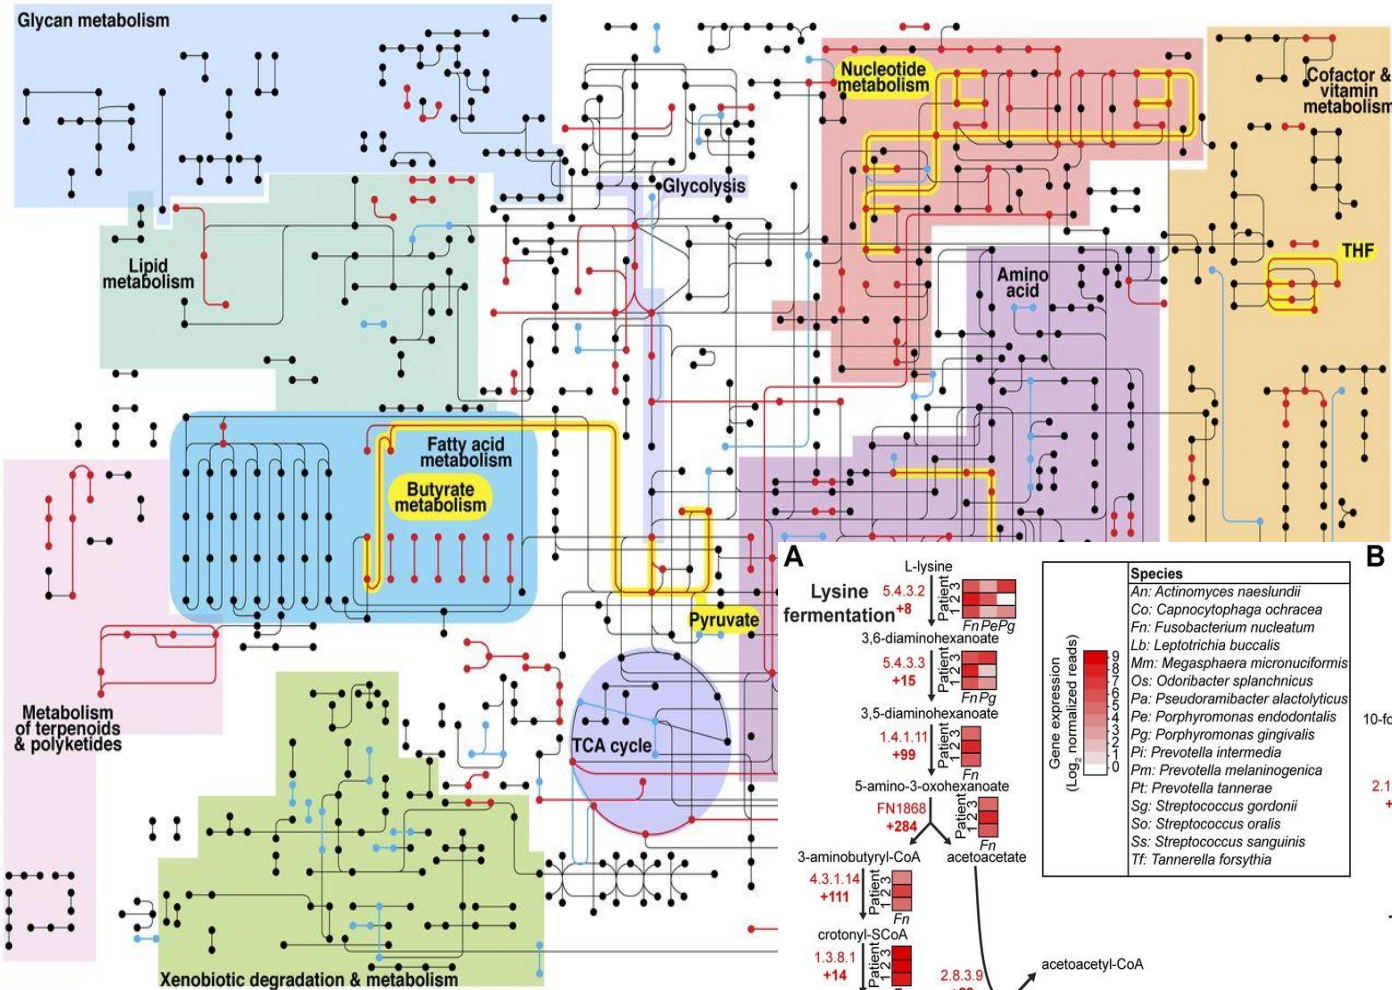 Glycan metabolism
Nucleotide
metabolism
Cofactor &
vitamin
metabolism
Glycolysis
Lipid
metabolism
Amino
acid
THF
Fatty acid
metabolism
Butyrate
metabolism
Pyruvate
Metabolism
of terpenoids
& polyketides
TCA cycle
Xenobiotic degradation & metabolism
A
B
Lysine
fermentation
L-lysine
5.4.3.2
+8
Patient
1 2 3
Fn Pe Pg
3,6-diaminohexanoate
5.4.3.3
+15
Patient
1 2 3
Fn Pg
3,5-diaminohexanoate
1.4.1.11
+99
Patient
1 2 3
Fn
5-amino-3-oxohexanoate
FN1868
+284
Patient
1 2 3
Fn
3-aminobutyryl-CoA
acetoacetate
4.3.1.14
+111
Patient
1 2 3
Fn
crotonyl-SCoA
1.3.8.1
+14
Patient
1 2 3
2.8.3.9
acetoacetyl-CoA
Gene expression
(Log2 normalized reads)
9
8
7
6
5
4
3
2
1
0
Species
An: Actinomyces naeslundii
Co: Capnocytophaga ochracea
Fn: Fusobacterium nucleatum
Lb: Leptotrichia buccalis
Mm: Megasphaera micronuciformis
Os: Odoribacter splanchnicus
Pa: Pseudoramibacter alactolyticus
Pe: Porphyromonas endodontalis
Pg: Porphyromonas gingivalis
Pi: Prevotella intermedia
Pm: Prevotella melaninogenica
Pt: Prevotella tannerae
Sg: Streptococcus gordonii
So: Streptococcus oralis
Ss: Streptococcus sanguinis
Tf: Tannerella forsythia
10-fo
2.1
+